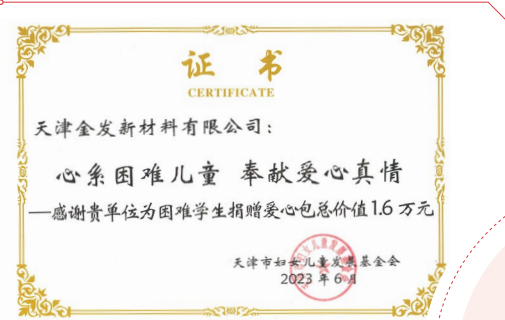 证 书
CERTIFICATE
天津金发新材料有限公司：
心系困难儿童 奉献爱心真情
—感谢贵单位为困难学生捐赠爱心包总价值1.6万元
天津市妇女儿童发展基金会
2023年6月